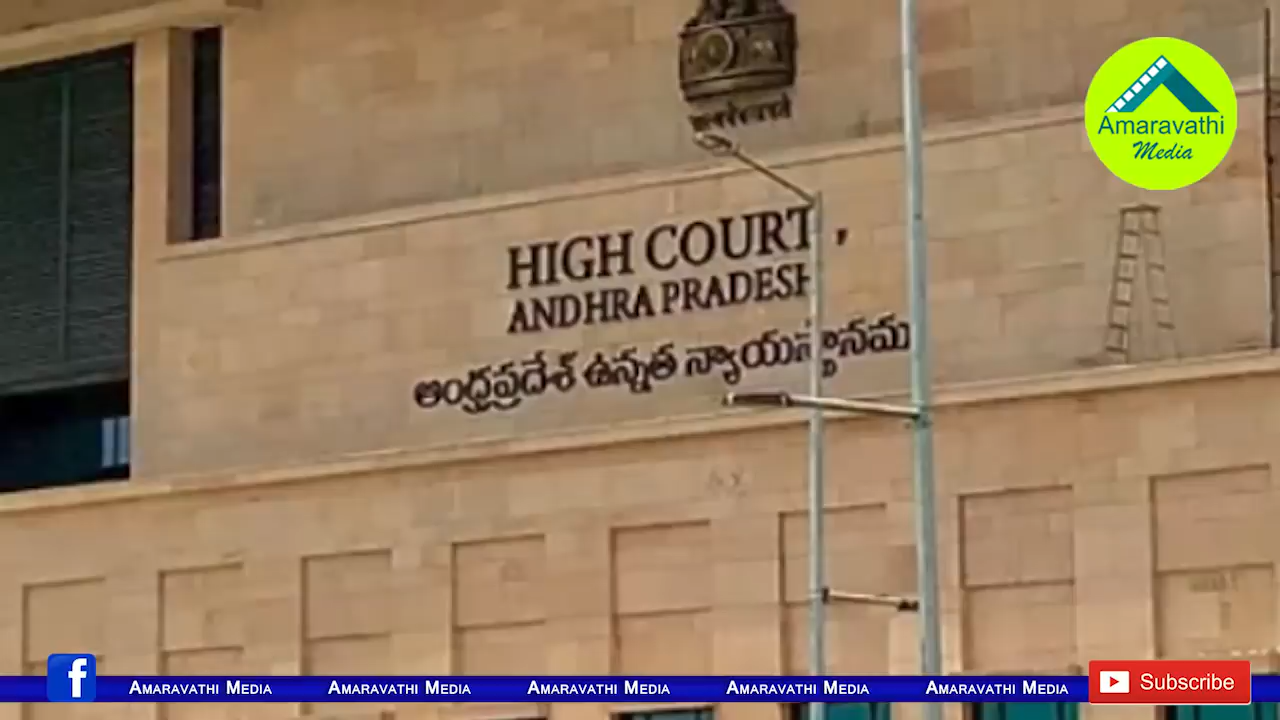 HIGH COURT,
ANDHRA PRADESH
ఆంధ్రప్రదేశ్ ఉన్నత న్యాయస్థానము
Amaravathi
Media
f Amaravathi Media Amaravathi Media Amaravathi Media Amaravathi Media Amaravathi Media Subscribe